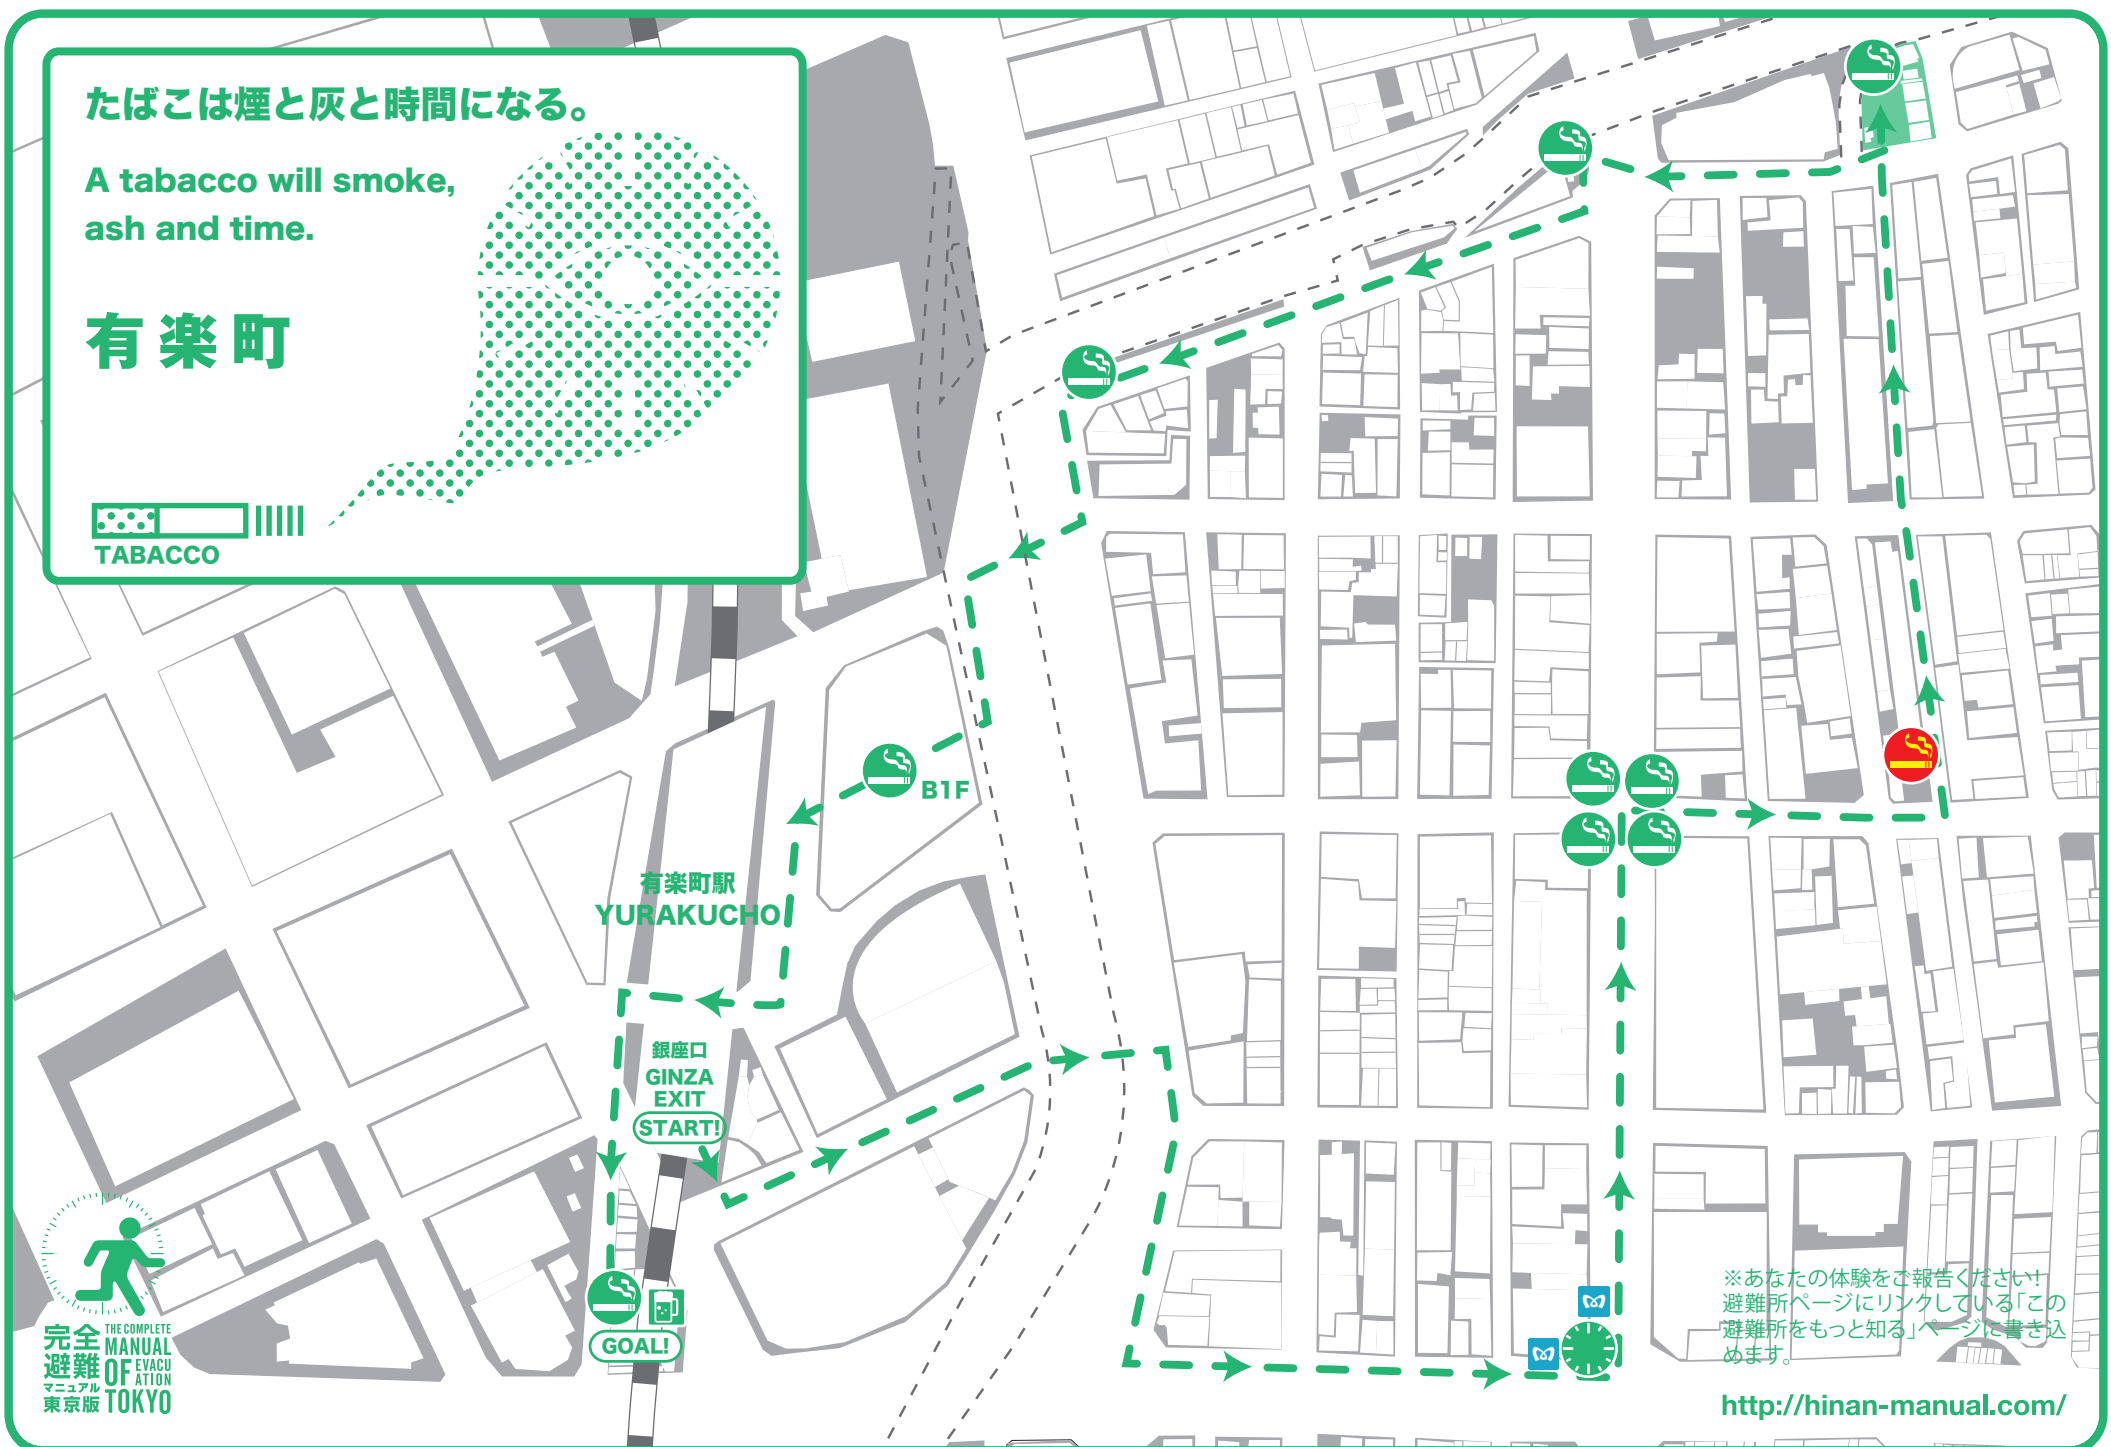 たばこは煙と灰と時間になる。
A tabacco will smoke,
ash and time.
有楽町
TABACCO
B1F
有楽町駅
YURAKUCHO
銀座口
GINZA
EXIT
START!
GOAL!
完全
避難
マニュアル
東京版
THE COMPLETE
MANUAL
OF EVACU
ATION
TOKYO
※あなたの体験をご報告ください!
避難所ページにリンクしている「この
避難所をもっと知る」ページに書き込
めます。
http://hinan-manual.com/